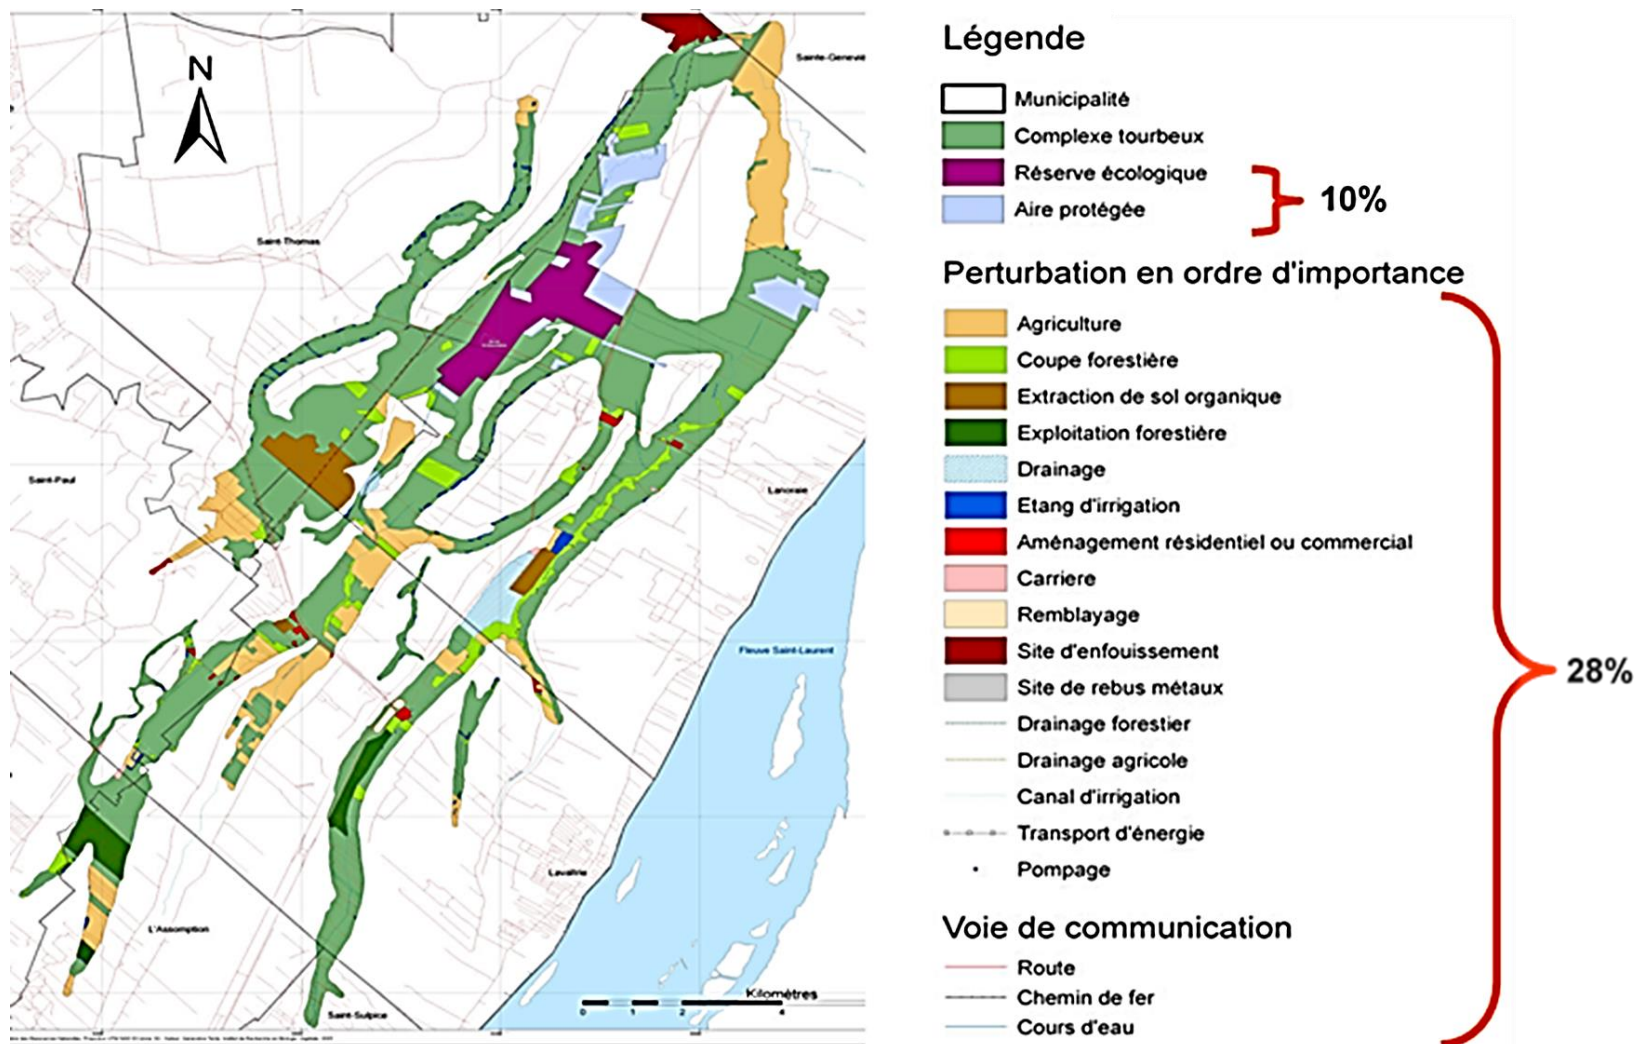 N
Sainte-Genevie
Saint-Thomas
Saint-Paul
Lanoraie
Fleuve Saint-Laurent
Lavaltrie
L'Assomption
Saint-Sulpice
Kilomètres
0 1 2 4
Légende
Municipalité
Complexe tourbeux
Réserve écologique
Aire protégée
10%
Perturbation en ordre d'importance
Agriculture
Coupe forestière
Extraction de sol organique
Exploitation forestière
Drainage
Etang d'irrigation
Aménagement résidentiel ou commercial
Carriere
Remblayage
Site d'enfouissement
Site de rebus métaux
Drainage forestier
Drainage agricole
Canal d'irrigation
Transport d'énergie
Pompage
28%
Voie de communication
Route
Chemin de fer
Cours d'eau